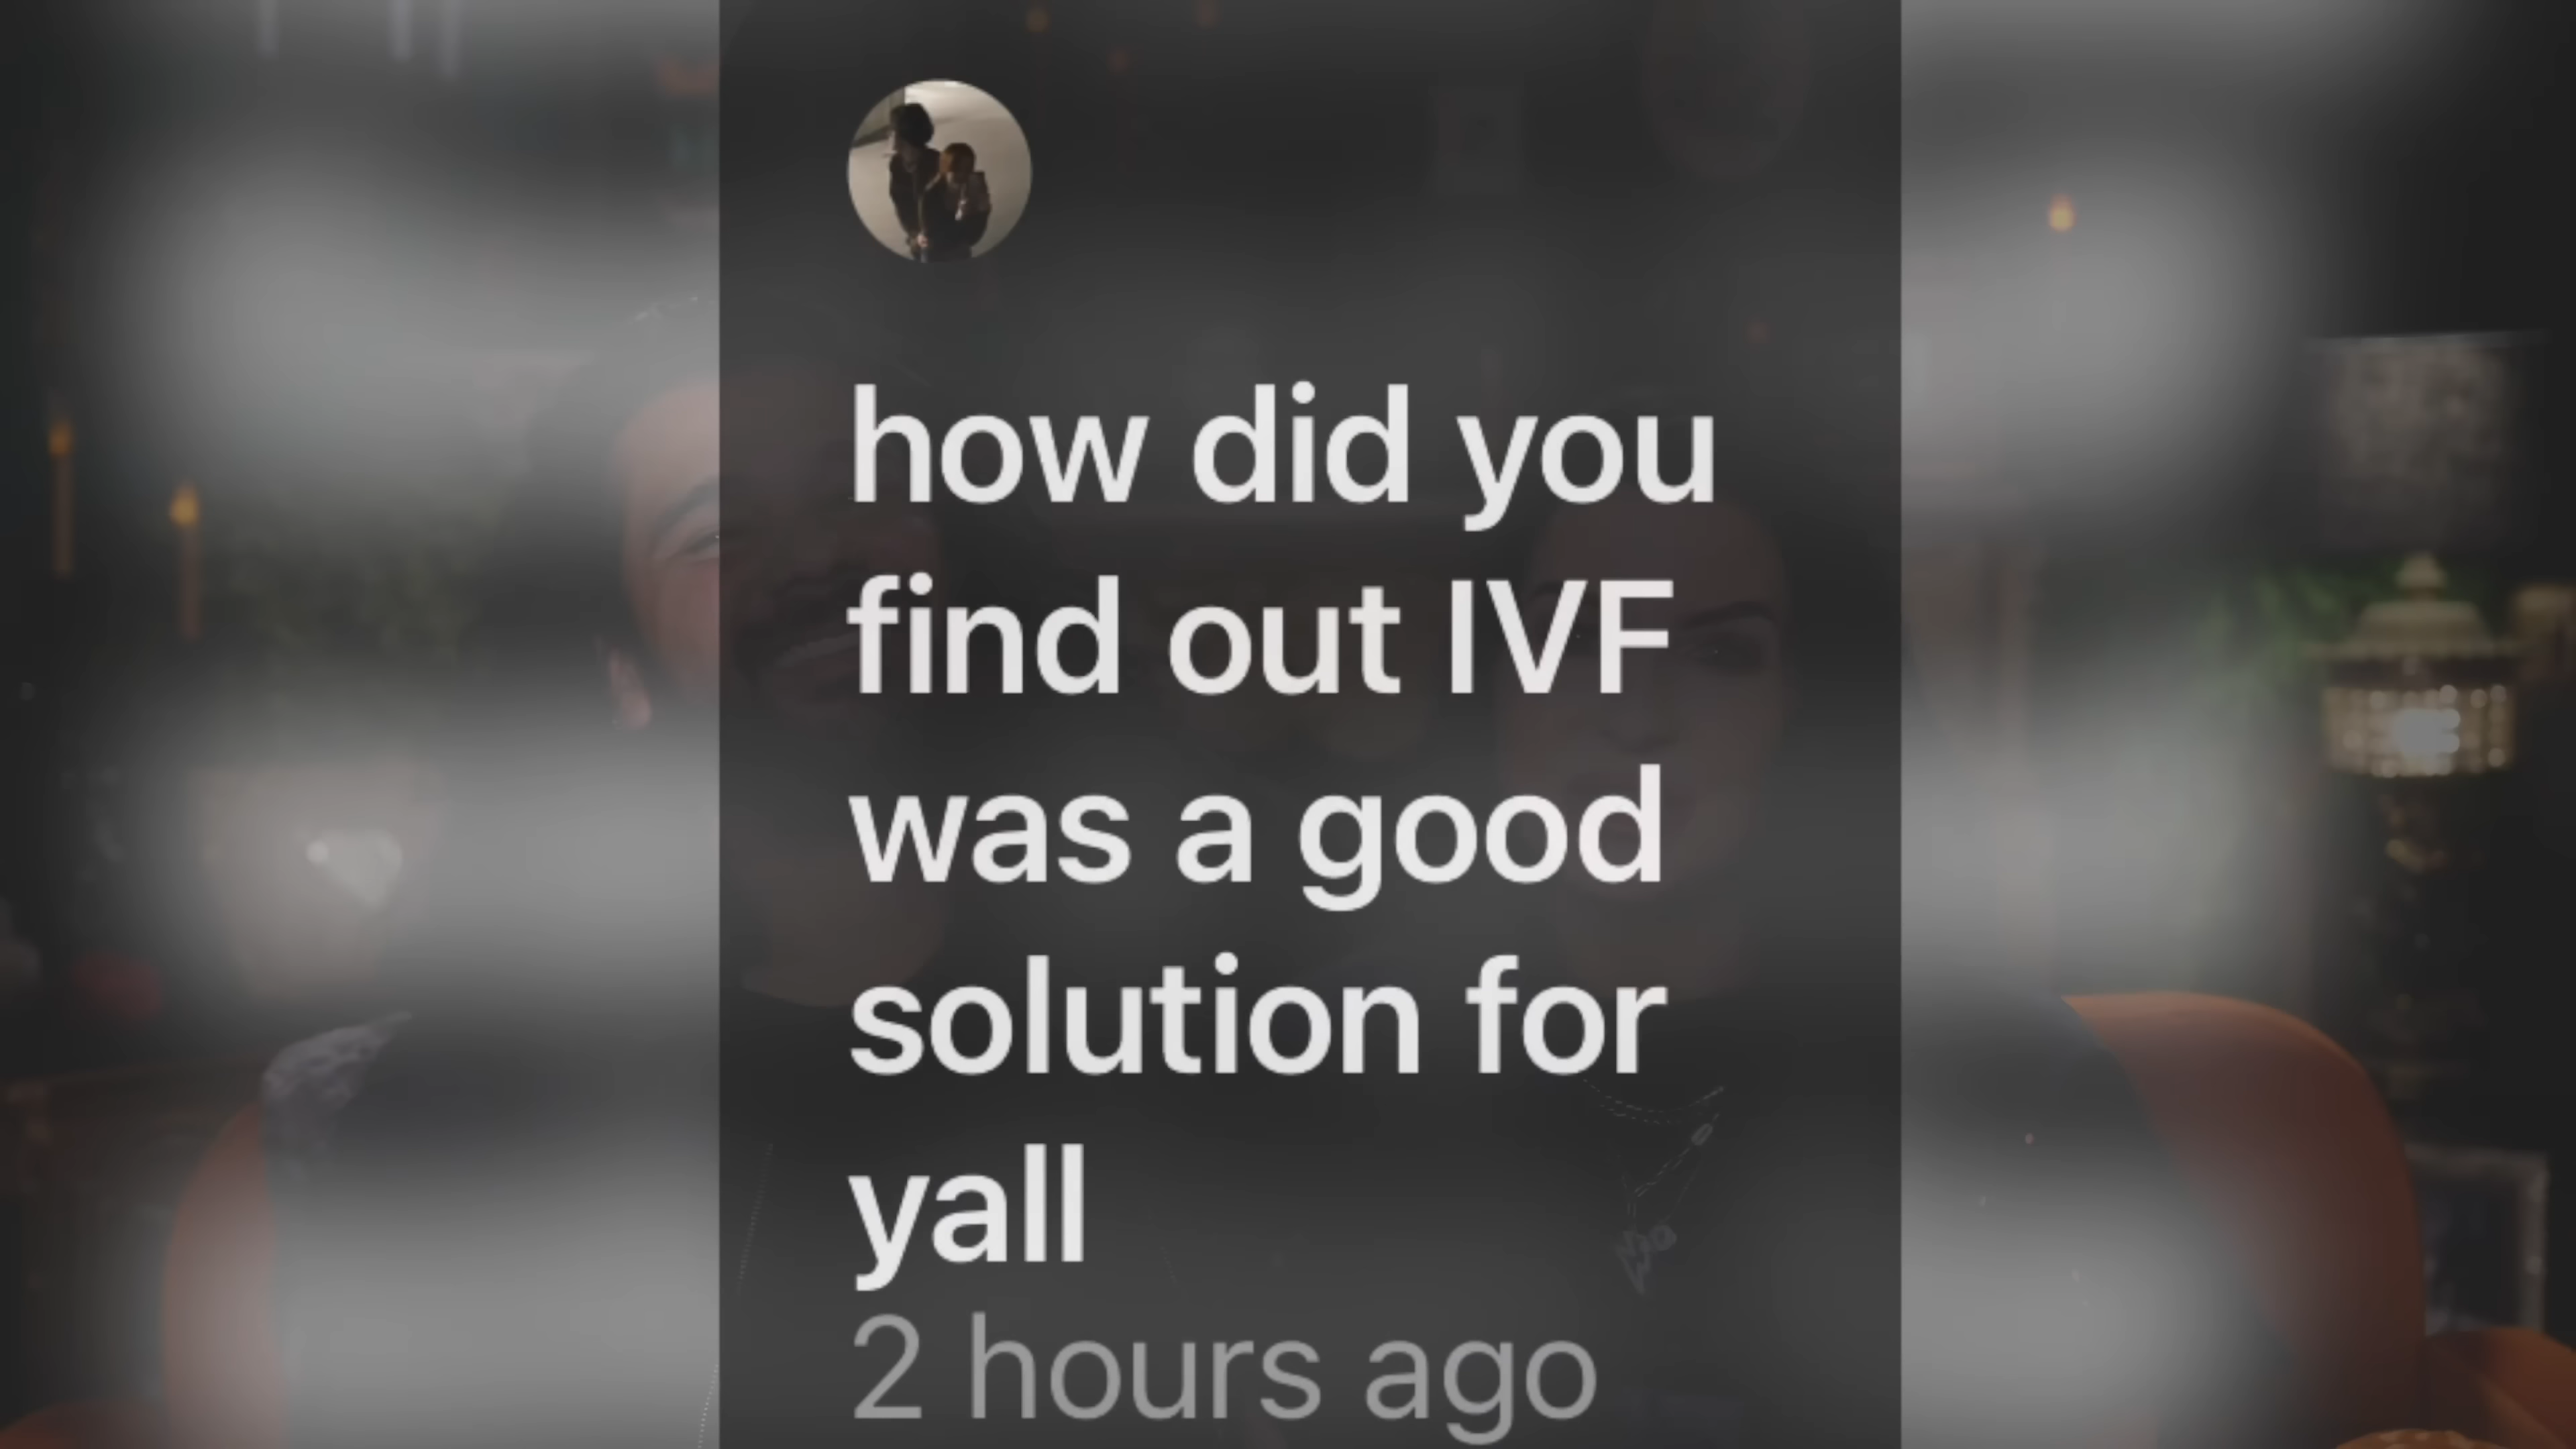 how did you
find out IVF
was a good
solution for
yall
2 hours ago